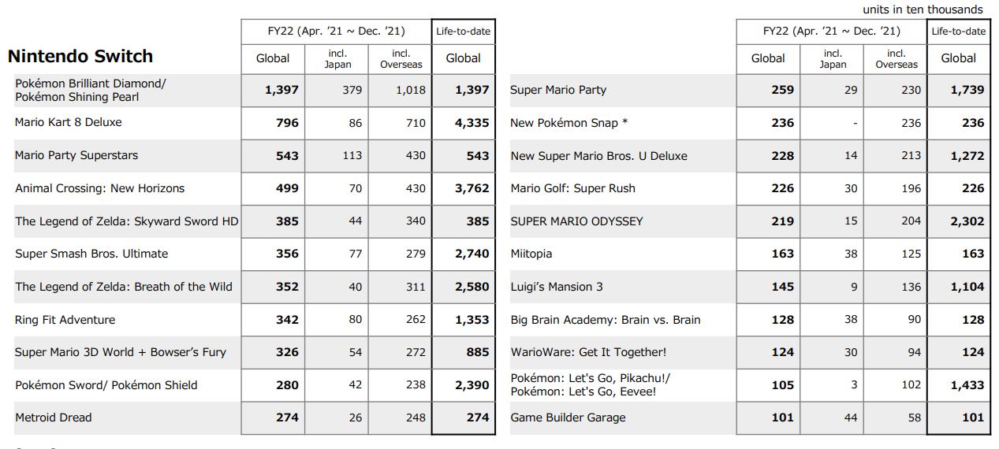 units in ten thousands
FY22 (Apr. ’21 ~ Dec. ’21) Life-to-date FY22 (Apr. ’21 ~ Dec. ’21) Life-to-date
Nintendo Switch Global incl. Japan incl. Overseas Global Global incl. Japan incl. Overseas Global
Pokémon Brilliant Diamond/
Pokémon Shining Pearl 1,397 379 1,018 1,397 Super Mario Party 259 29 230 1,739
Mario Kart 8 Deluxe 796 86 710 4,335 New Pokémon Snap * 236 - 236 236
Mario Party Superstars 543 113 430 543 New Super Mario Bros. U Deluxe 228 14 213 1,272
Animal Crossing: New Horizons 499 70 430 3,762 Mario Golf: Super Rush 226 30 196 226
The Legend of Zelda: Skyward Sword HD 385 44 340 385 SUPER MARIO ODYSSEY 219 15 204 2,302
Super Smash Bros. Ultimate 356 77 279 2,740 Miitopia 163 38 125 163
The Legend of Zelda: Breath of the Wild 352 40 311 2,580 Luigi’s Mansion 3 145 9 136 1,104
Ring Fit Adventure 342 80 262 1,353 Big Brain Academy: Brain vs. Brain 128 38 90 128
Super Mario 3D World + Bowser’s Fury 326 54 272 885 WarioWare: Get It Together! 124 30 94 124
Pokémon Sword/ Pokémon Shield 280 42 238 2,390 Pokémon: Let's Go, Pikachu!/
Pokémon: Let's Go, Eevee! 105 3 102 1,433
Metroid Dread 274 26 248 274 Game Builder Garage 101 44 58 101